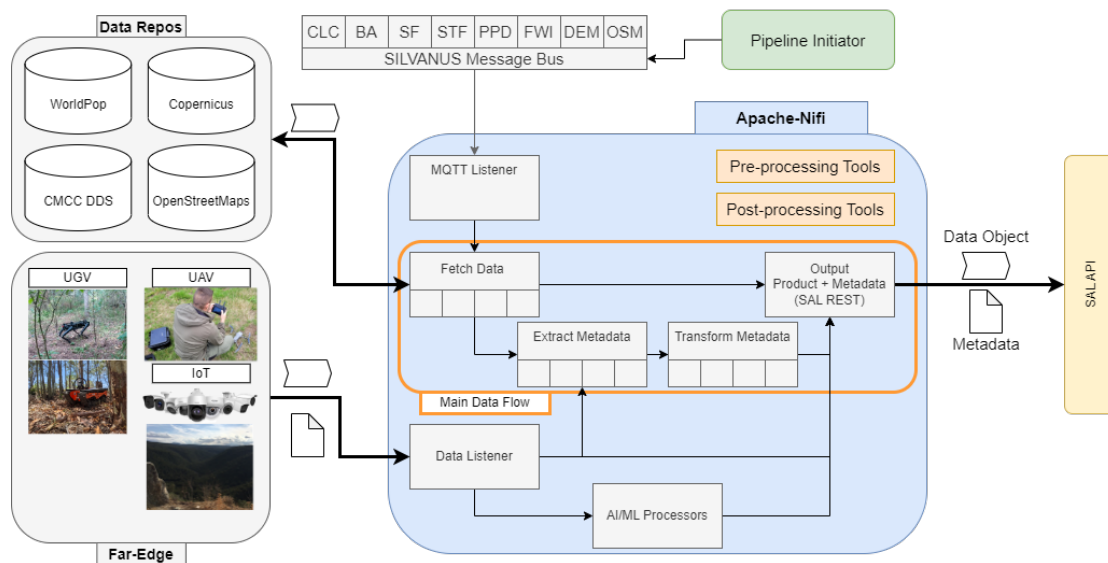 Data Repos
WorldPop
Copernicus
CMCC DDS
OpenStreetMaps
CLC BA SF STF PPD FWI DEM OSM
SILVANUS Message Bus
Pipeline Initiator
Apache-Nifi
MQTT Listener
Pre-processing Tools
Post-processing Tools
Fetch Data
Output
Product + Metadata
(SAL REST)
Extract Metadata
Transform Metadata
Main Data Flow
Data Listener
AI/ML Processors
Data Object
Metadata
SALAPI
UGV
UAV
IoT
Far-Edge